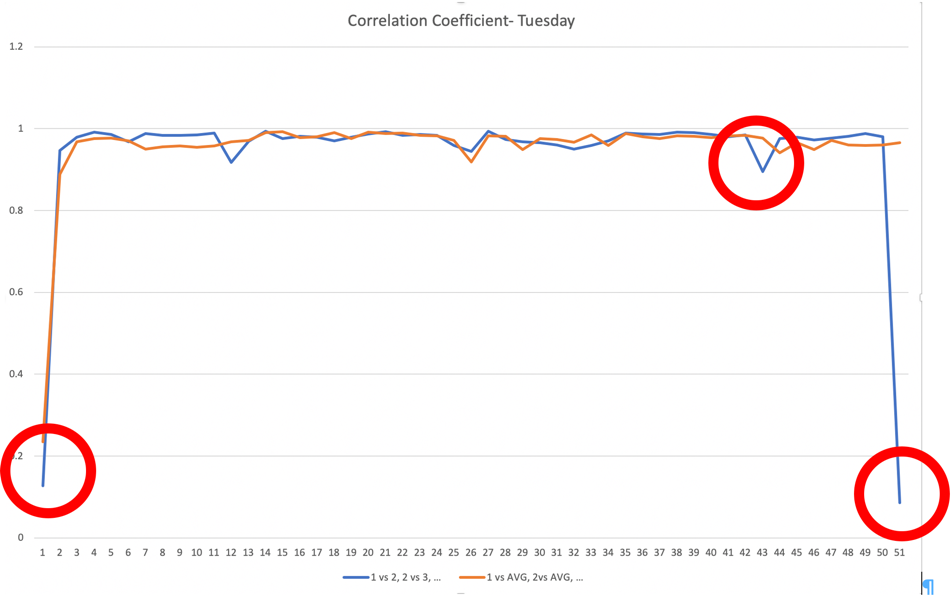 Correlation Coefficient- Tuesday
1.2
1
0.8
0.6
0.4
.2
0
1 2 3 4 5 6 7 8 9 10 11 12 13 14 15 16 17 18 19 20 21 22 23 24 25 26 27 28 29 30 31 32 33 34 35 36 37 38 39 40 41 42 43 44 45 46 47 48 49 50 51
1 vs 2, 2 vs 3, ... 1 vs AVG, 2vs AVG, ...
¶